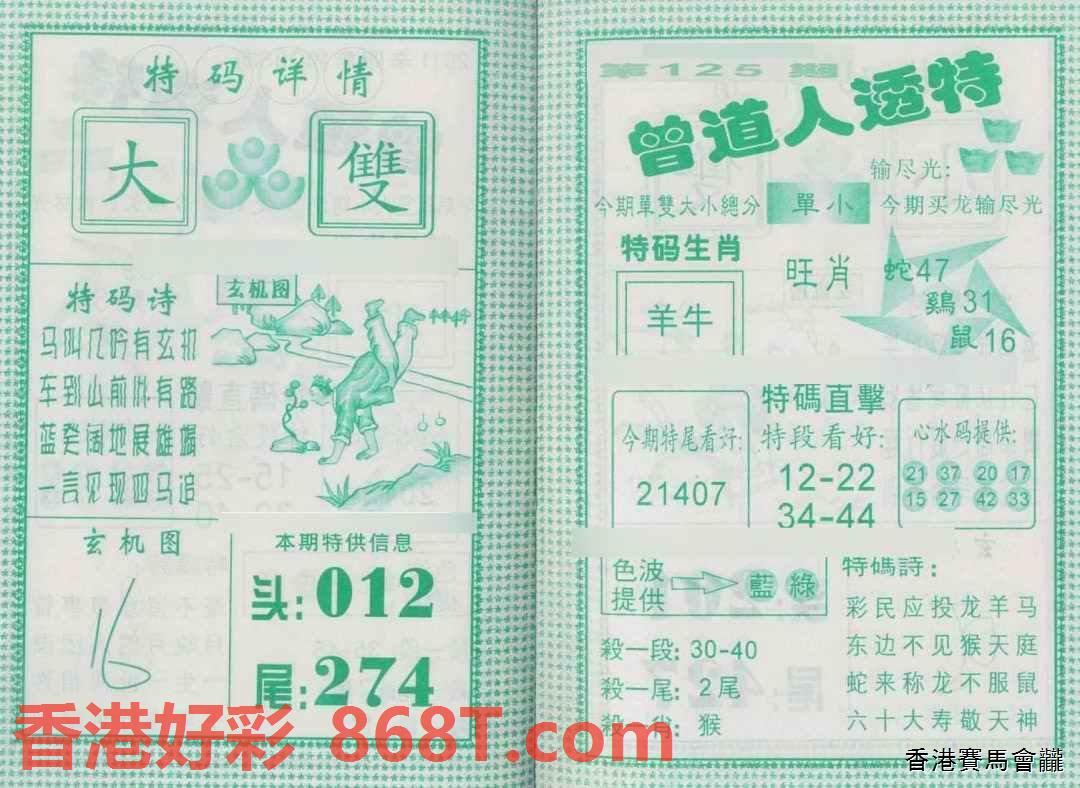 特码详情
大
雙
特码诗
玄机图
马叫几吟有玄机
车到山前必有路
阔地展雄
一言见现四马追
玄机图
16
本期特供信息
头:012
尾:274
第125期
曾道人透特
输尽光:
今期單雙大小總分
單小
今期买龙输尽光
特码生肖
羊牛
旺肖
蛇47
鷄31
鼠16
今期特尾看好:
21407
特碼直擊
特段看好:
12-22
34-44
心水码提供:
21 37 20 17
15 27 42 33
色波
提供
藍 綠
殺一段: 30-40
殺一尾: 2尾
殺一肖: 猴
特碼詩:
彩民应投龙羊马
东边不见猴天庭
蛇来称龙不服鼠
六十大寿敬天神
香港好彩 868T.com
香港賽馬會